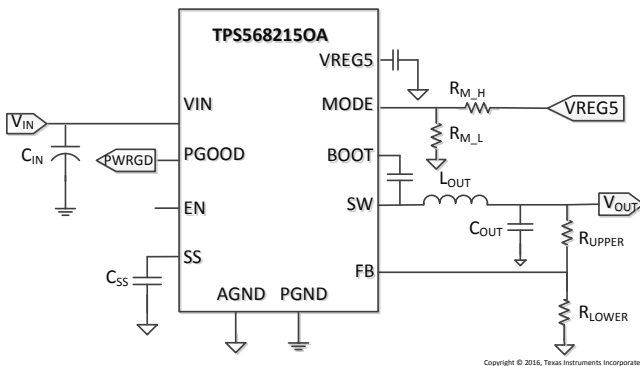 TPS568215OA
VREG5
R_M_H
VIN
MODE
VREG5
V_IN
R_M_L
C_IN
PWRGD
PGOOD
BOOT
L_OUT
EN
SW
V_OUT
C_OUT
R_UPPER
SS
FB
C_SS
AGND
PGND
R_LOWER
Copyright © 2016, Texas Instruments Incorporate